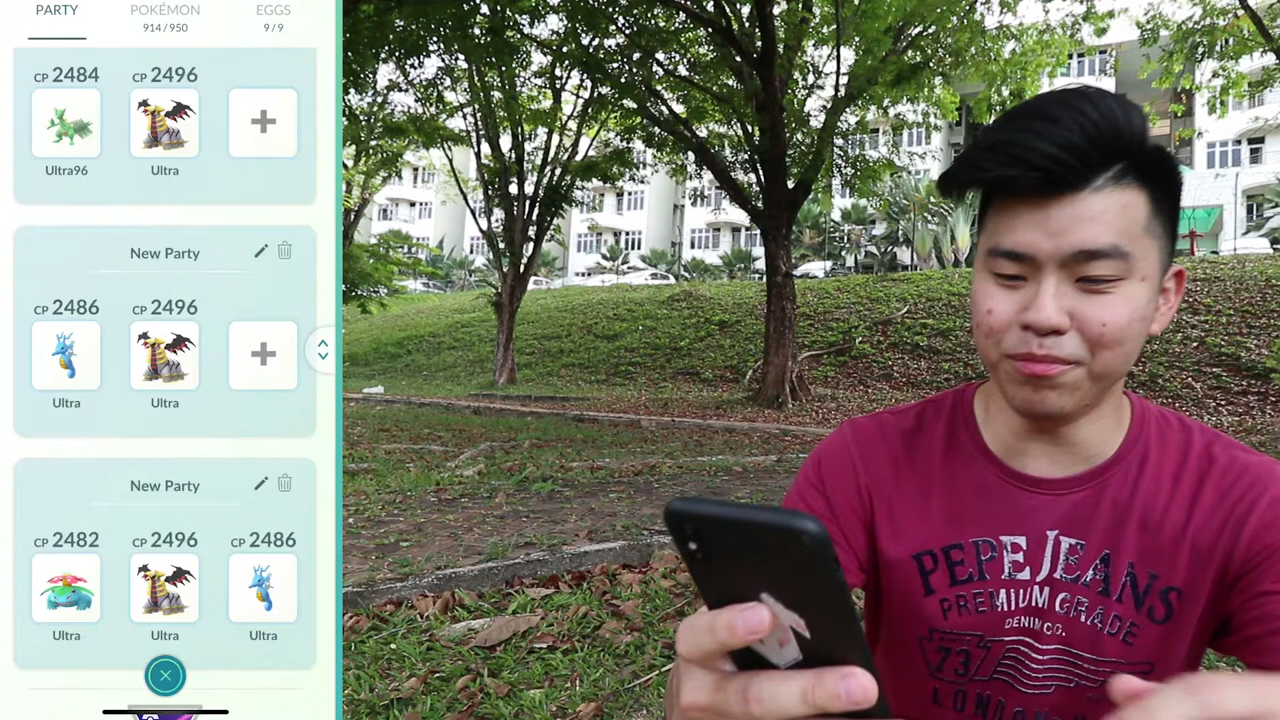 PARTY
POKÉMON
EGGS
914/950
9/9
CP 2484
CP 2496
Ultra96
Ultra
New Party
CP 2486
CP 2496
Ultra
Ultra
New Party
CP 2482
CP 2496
CP 2486
Ultra
Ultra
Ultra
PEPE JEANS
PREMIUM GRADE
DENIM CO.
73
LONDON